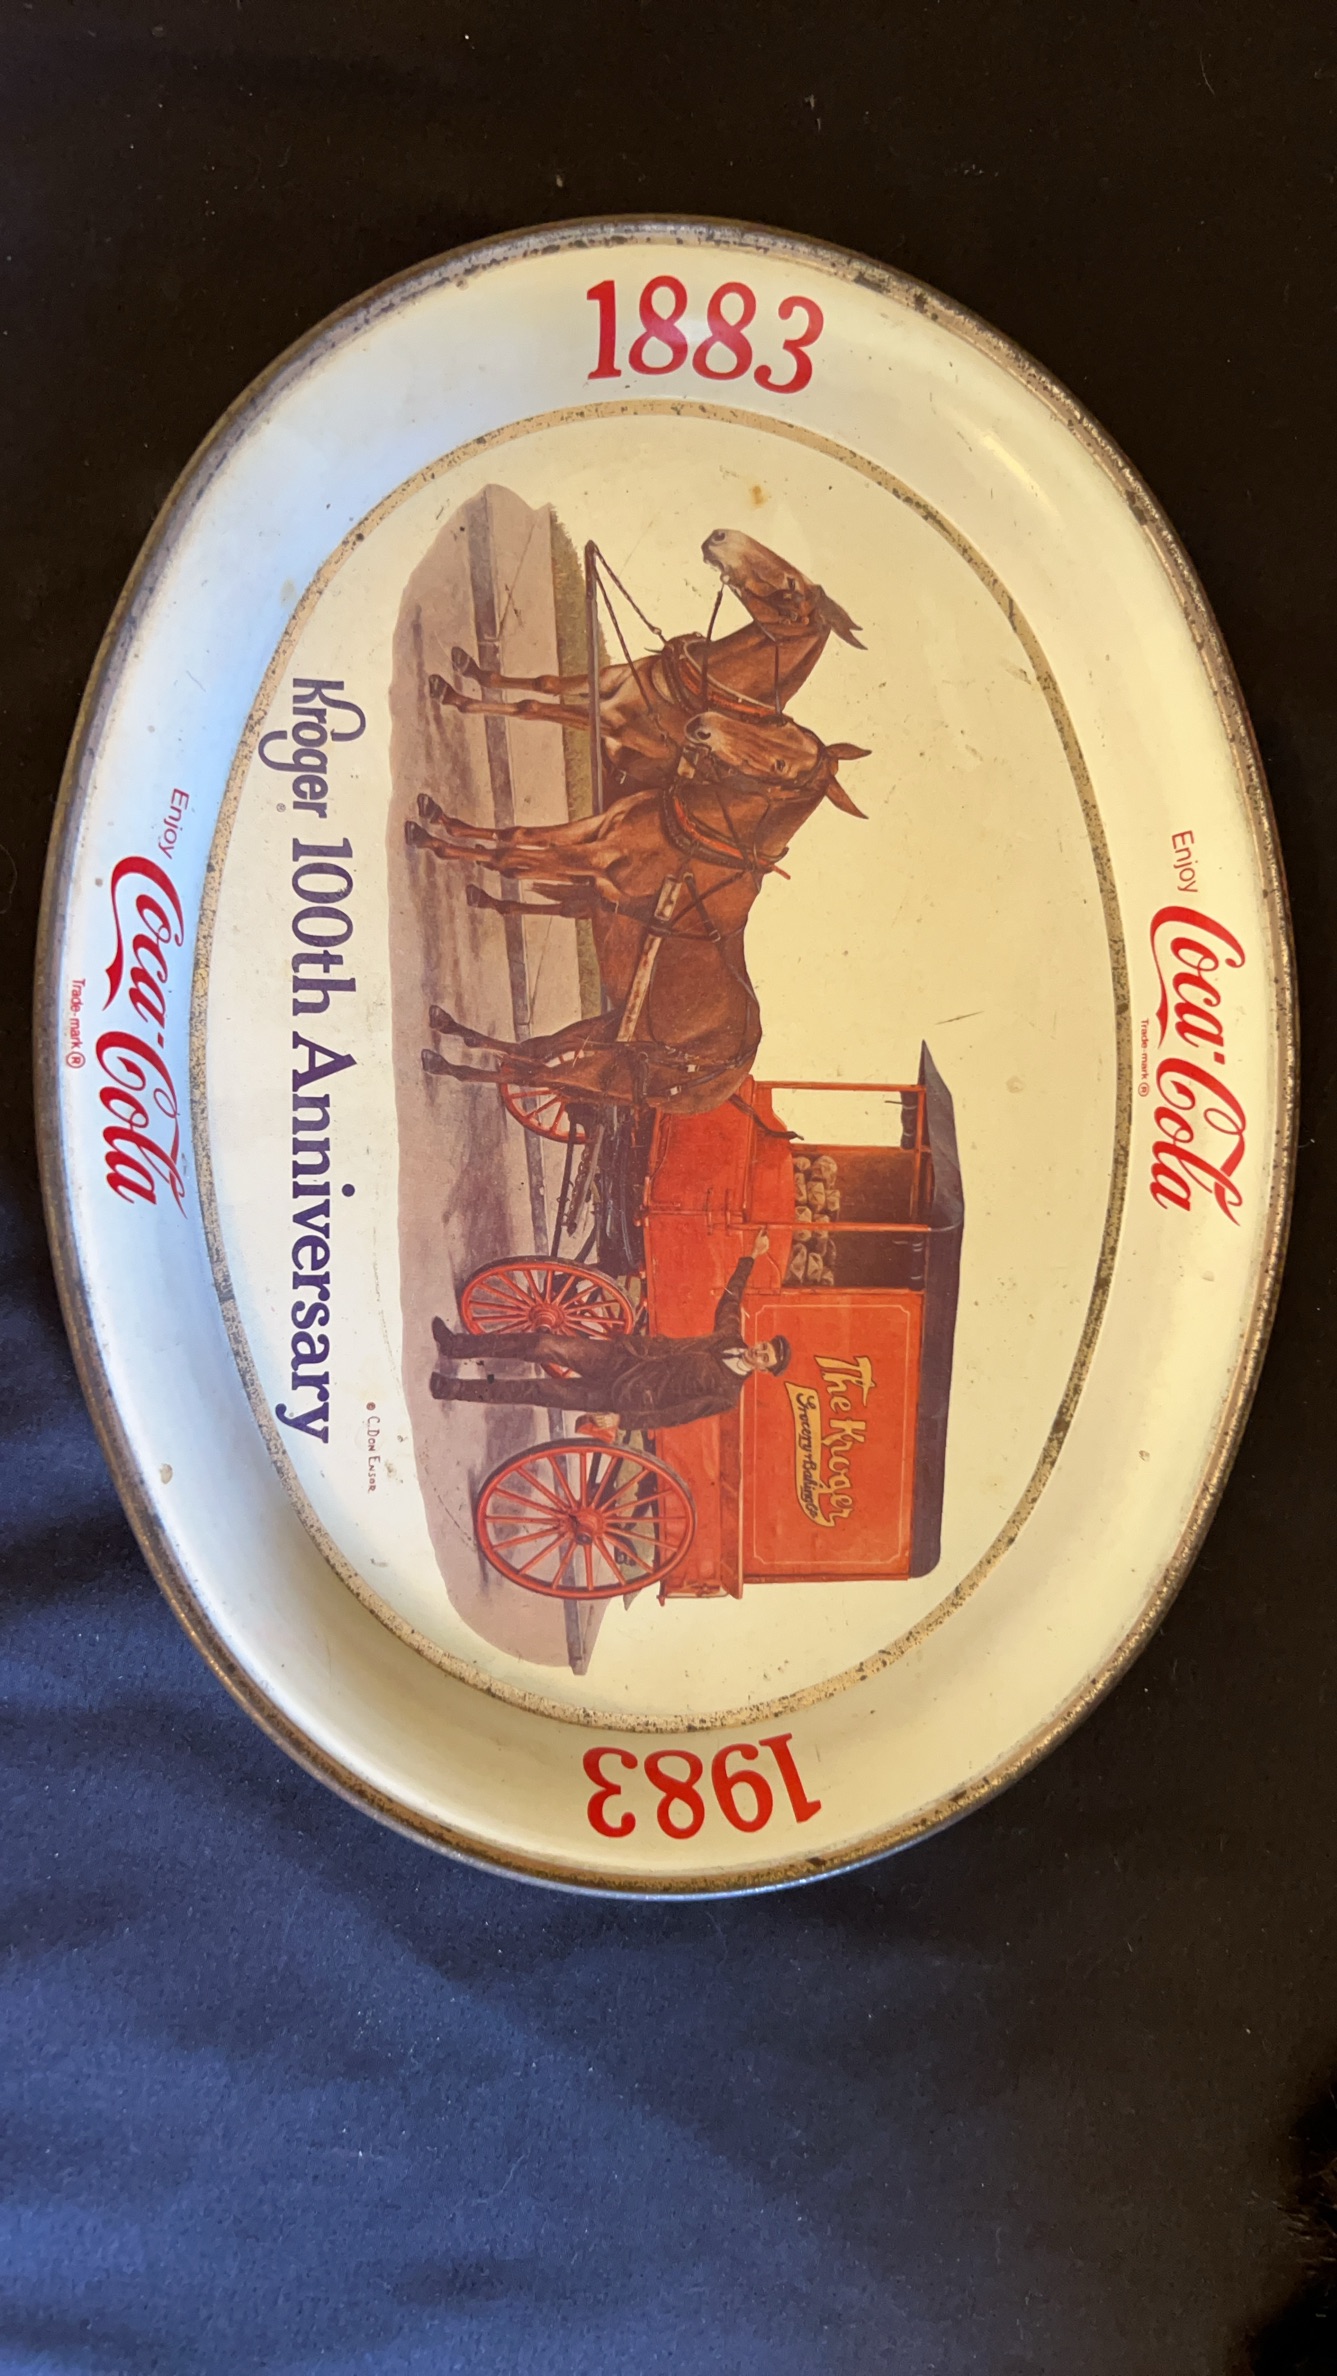 Enjoy
Coca-Cola
Trade-mark ®
1883
1983
The Kroger
Grocery & Baking Co
© C. Don Ensor
Kroger® 100th Anniversary
Enjoy
Coca-Cola
Trade-mark ®